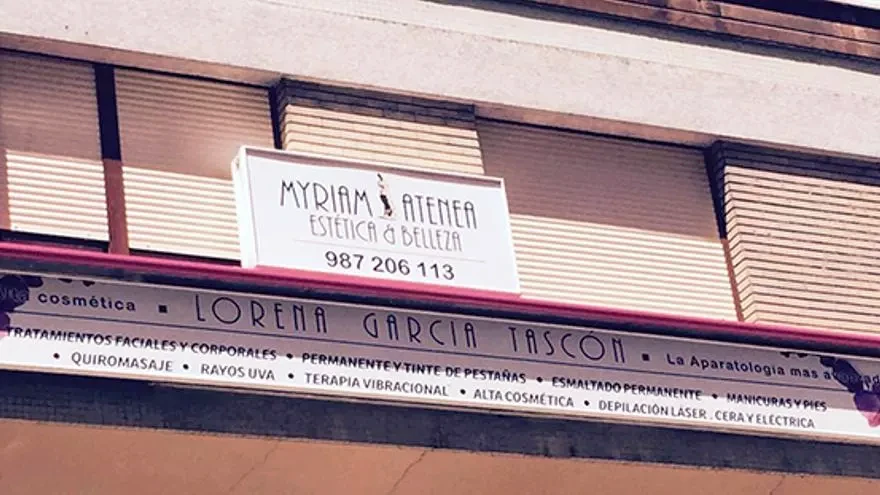 MYRIAM ATENEA
ESTÉTICA & BELLEZA
987 206 113
alta cosmética ▪ LORENA GARCIA TASCÓN ▪ La Aparatología mas
TRATAMIENTOS FACIALES Y CORPORALES • PERMANENTE Y TINTE DE PESTAÑAS • ESMALTADO PERMANENTE • MANICURAS Y PIES
• QUIROMASAJE • RAYOS UVA • TERAPIA VIBRACIONAL • ALTA COSMÉTICA • DEPILACIÓN LÁSER . CERA Y ELÉCTRICA